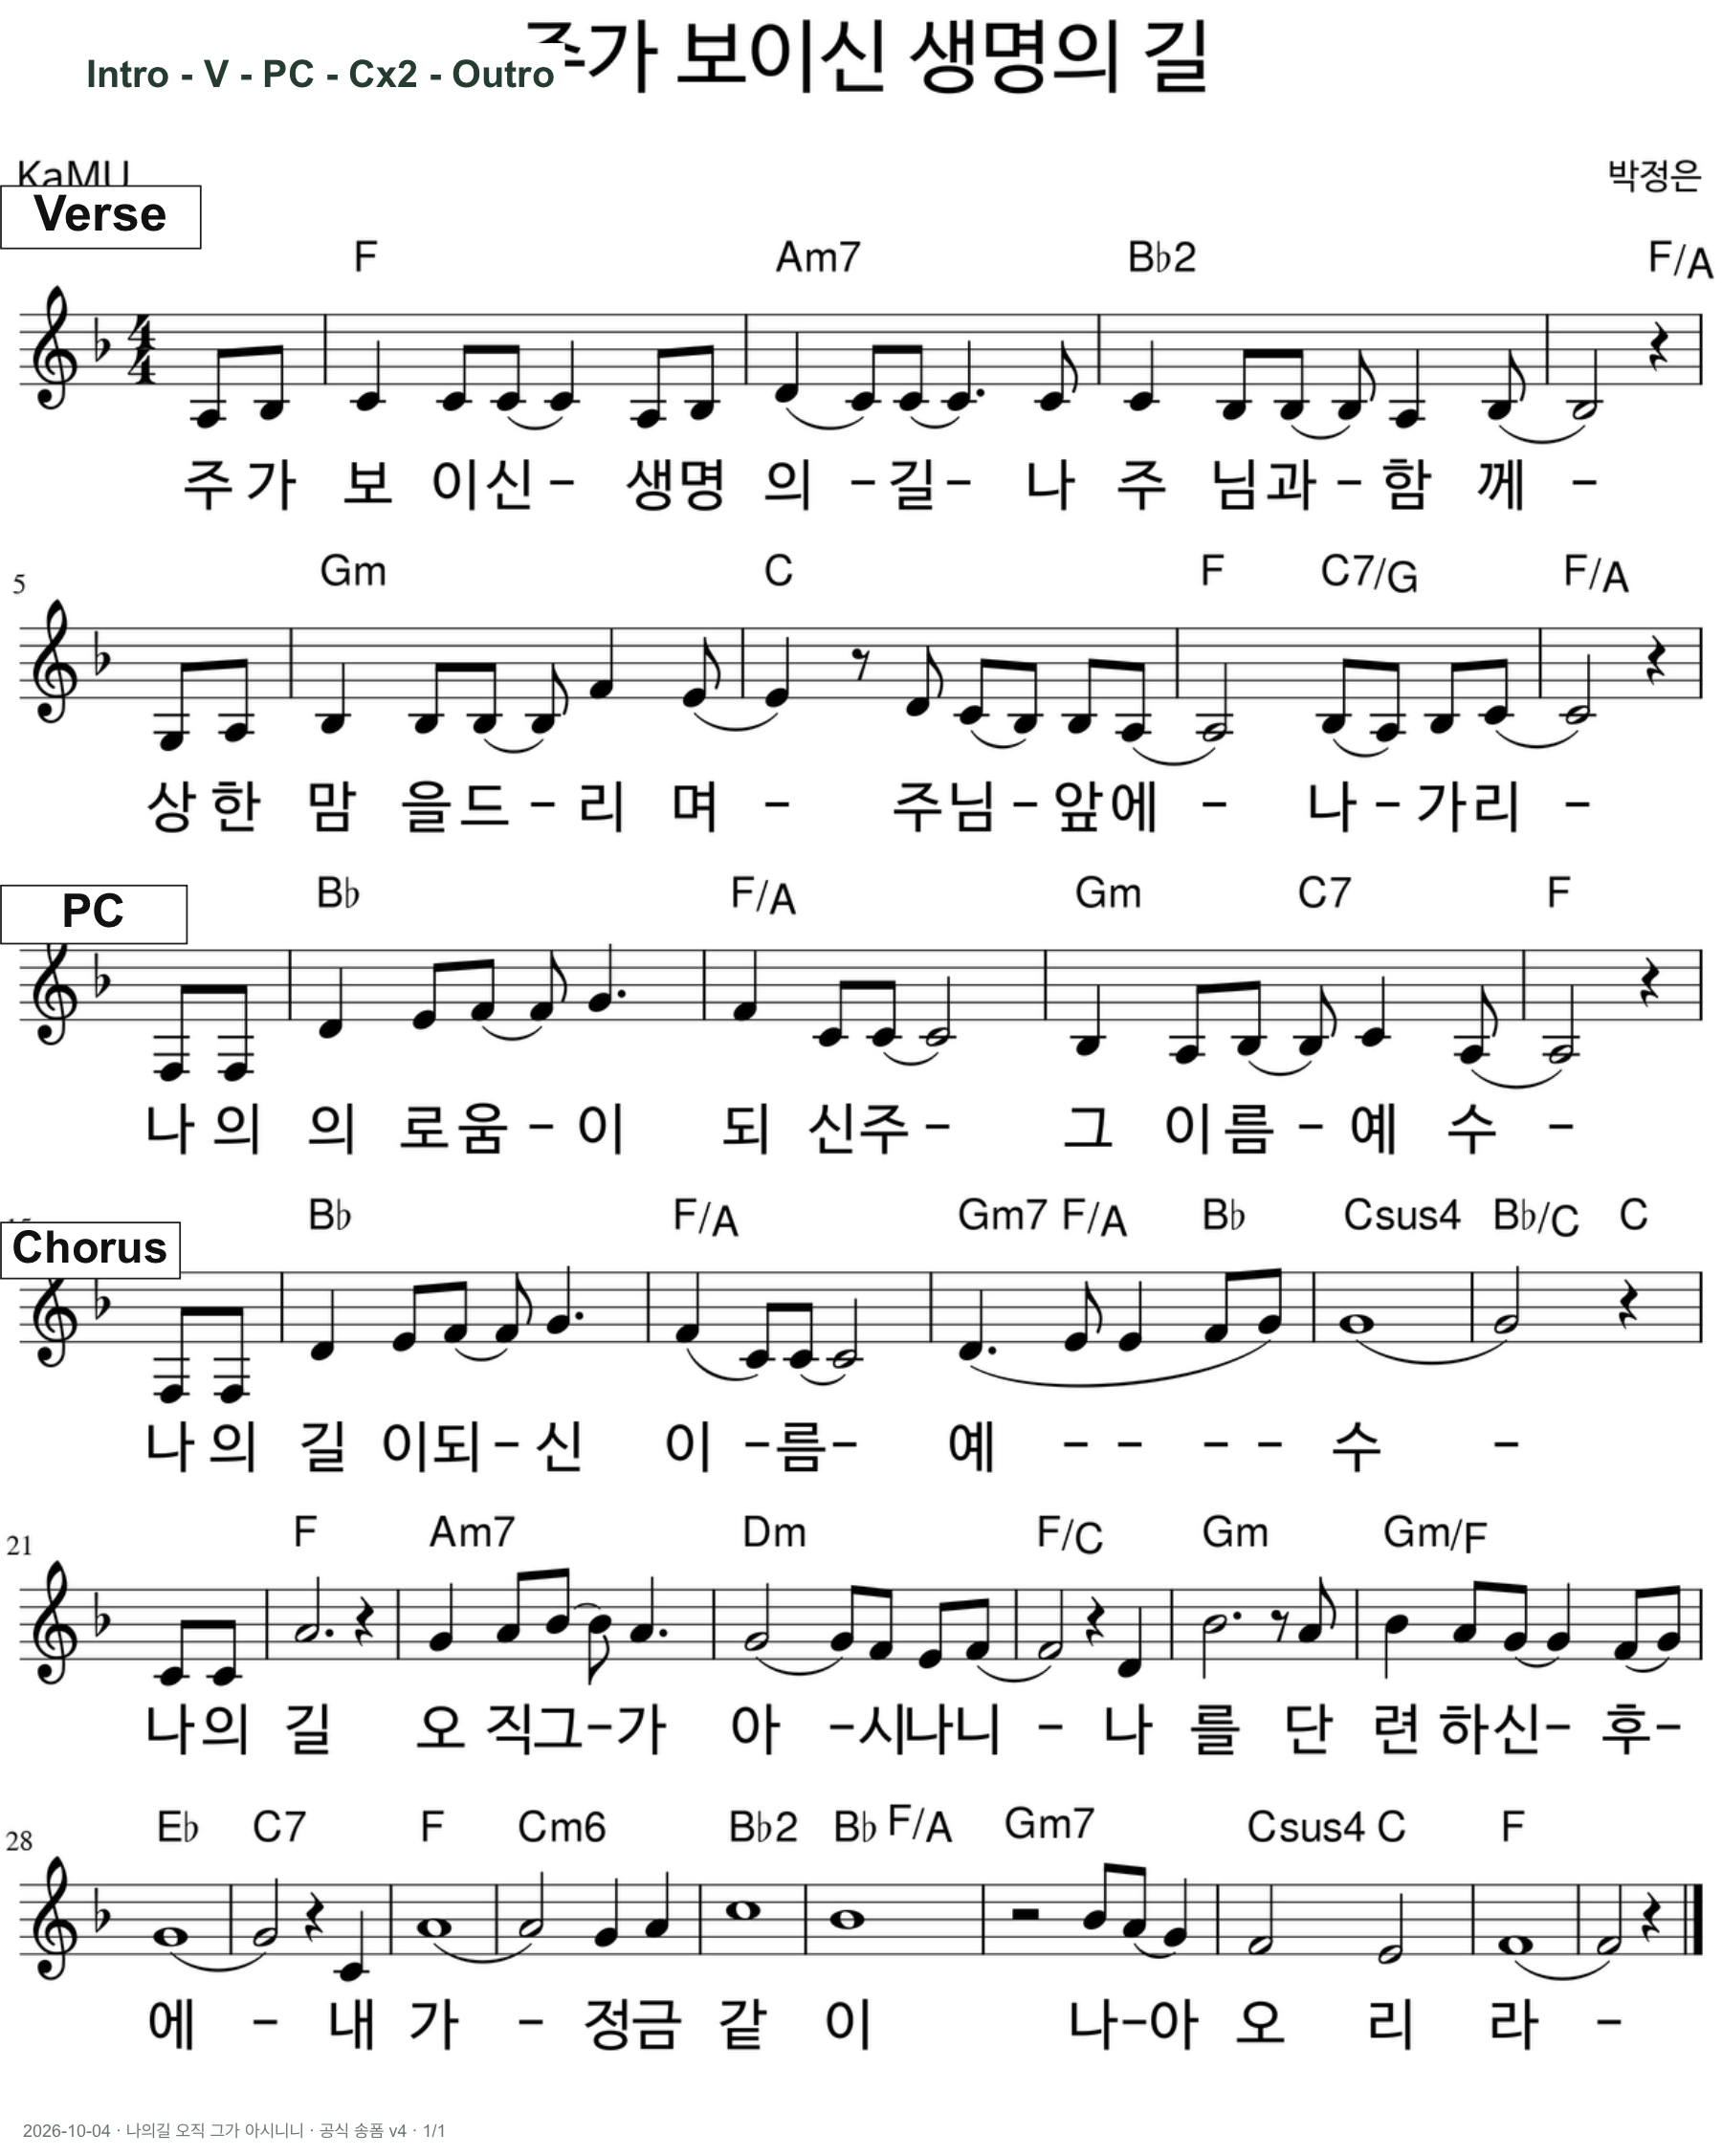 가 보이신 생명의 길
Intro - V - PC - Cx2 - Outro
KaMU
박정은
Verse
F Am7 B♭2 F/A
4
4
주가 보 이신 - 생명 의 -길- 나 주 님과 - 함 께 -
5
Gm C F C7/G F/A
상한 맘 을드 - 리 며 - 주님 - 앞에 - 나 - 가리 -
PC
B♭ F/A Gm C7 F
나의 의 로움 - 이 되 신주 - 그 이름 - 예 수 -
B♭ F/A Gm7 F/A B♭ Csus4 B♭/C C
Chorus
나의 길 이되 - 신 이 -름- 예 - - - - 수 -
21
F Am7 Dm F/C Gm Gm/F
나의 길 오 직그-가 아 -시나니 - 나 를 단 련 하신- 후-
28
E♭ C7 F Cm6 B♭2 B♭ F/A Gm7 Csus4 C F
에 - 내 가 - 정금 같 이 나-아 오 리 라 -
2026-10-04 · 나의길 오직 그가 아시니니 · 공식 송폼 v4 · 1/1